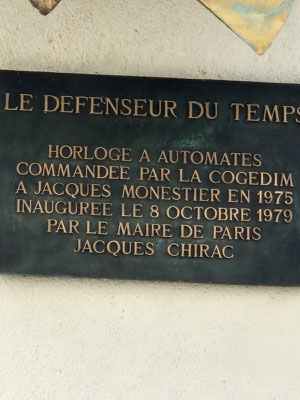 LE DEFENSEUR DU TEMPS
HORLOGE A AUTOMATES
COMMANDEE PAR LA COGEDIM
A JACQUES MONESTIER EN 1975
INAUGUREE LE 8 OCTOBRE 1979
PAR LE MAIRE DE PARIS
JACQUES CHIRAC